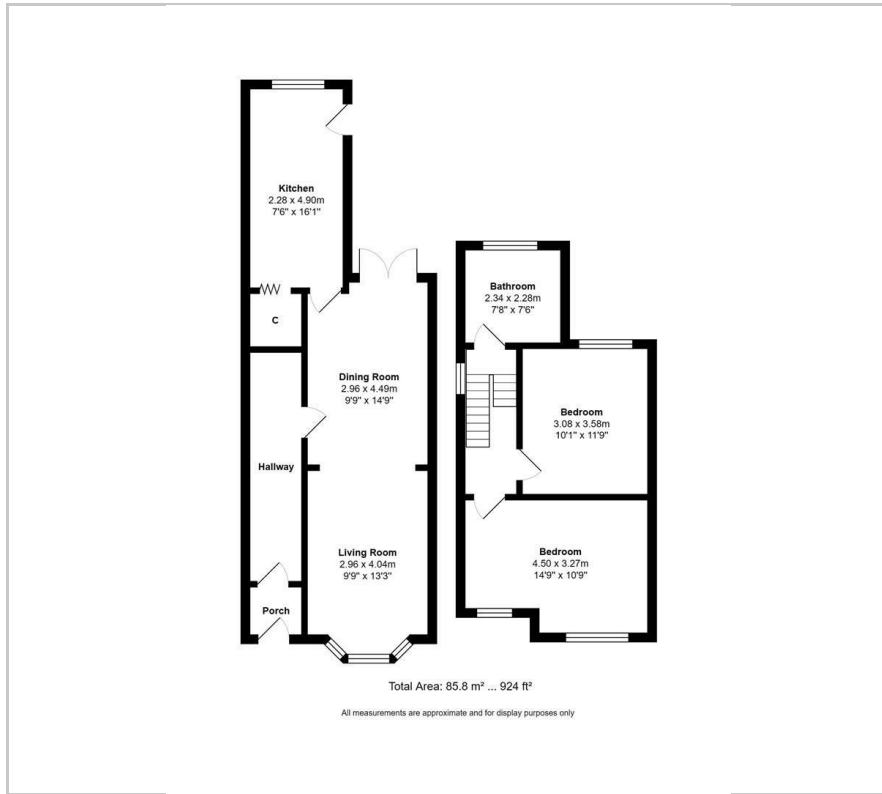 Kitchen
2.28 x 4.90m
7'6" x 16'1"
C
Dining Room
2.96 x 4.49m
9'9" x 14'9"
Hallway
Living Room
2.96 x 4.04m
9'9" x 13'3"
Porch
Bathroom
2.34 x 2.28m
7'8" x 7'6"
Bedroom
3.08 x 3.58m
10'1" x 11'9"
Bedroom
4.50 x 3.27m
14'9" x 10'9"
Total Area: 85.8 m² ... 924 ft²
All measurements are approximate and for display purposes only